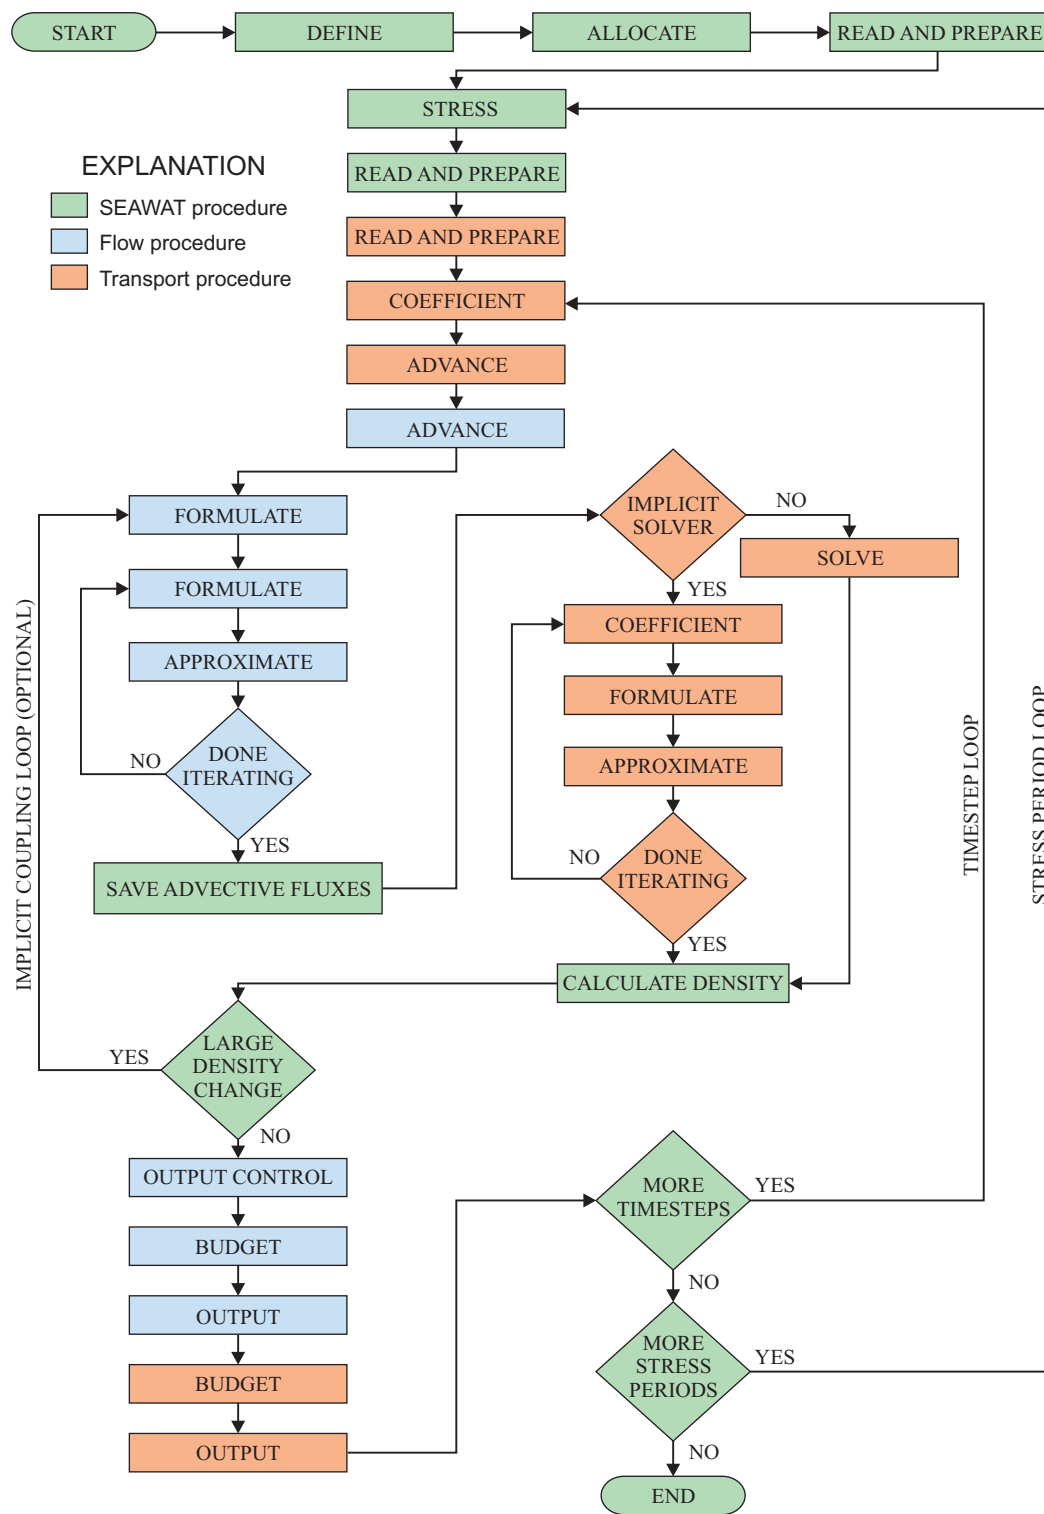 START
DEFINE
ALLOCATE
READ AND PREPARE
STRESS
READ AND PREPARE
EXPLANATION
SEAWAT procedure
Flow procedure
Transport procedure
READ AND PREPARE
COEFFICIENT
ADVANCE
ADVANCE
FORMULATE
FORMULATE
APPROXIMATE
DONE
ITERATING
NO
YES
SAVE ADVECTIVE FLUXES
IMPLICIT COUPLING LOOP (OPTIONAL)
IMPLICIT
SOLVER
NO
SOLVE
YES
COEFFICIENT
FORMULATE
APPROXIMATE
DONE
ITERATING
NO
YES
CALCULATE DENSITY
TIMESTEP LOOP
STRESS PERIOD LOOP
LARGE
DENSITY
CHANGE
YES
NO
OUTPUT CONTROL
BUDGET
OUTPUT
BUDGET
OUTPUT
MORE
TIMESTEPS
YES
NO
MORE
STRESS
PERIODS
YES
NO
END